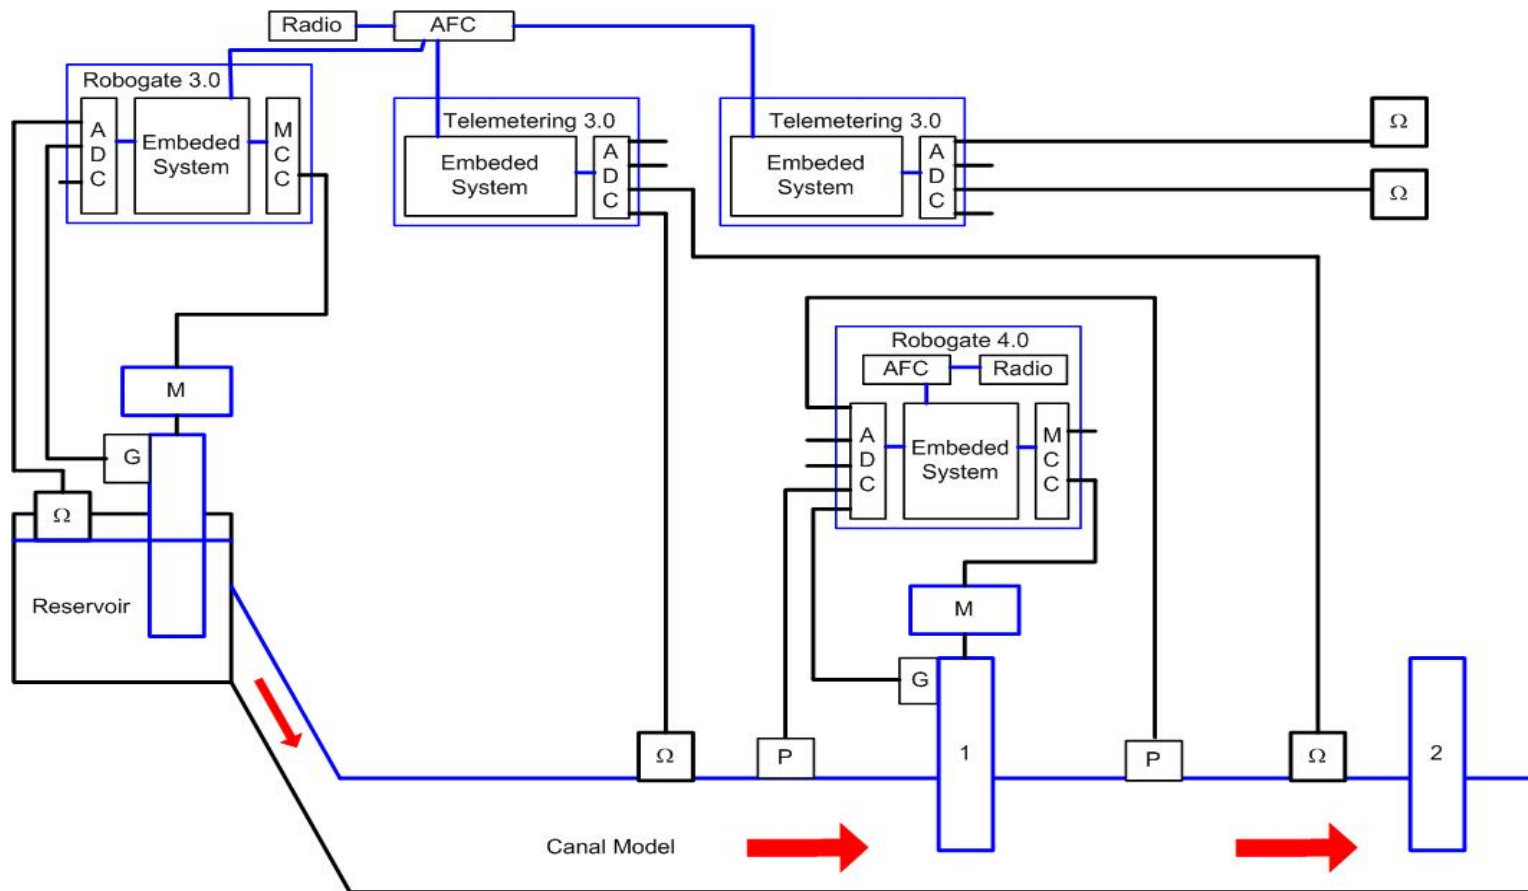 Radio
AFC
Robogate 3.0
A
D
C
Embeded
System
M
C
C
Telemetering 3.0
Embeded
System
A
D
C
Telemetering 3.0
Embeded
System
A
D
C
Ω
Ω
Robogate 4.0
AFC
Radio
A
D
C
Embeded
System
M
C
C
M
G
Ω
Reservoir
M
G
1
Ω
P
P
Ω
2
Canal Model